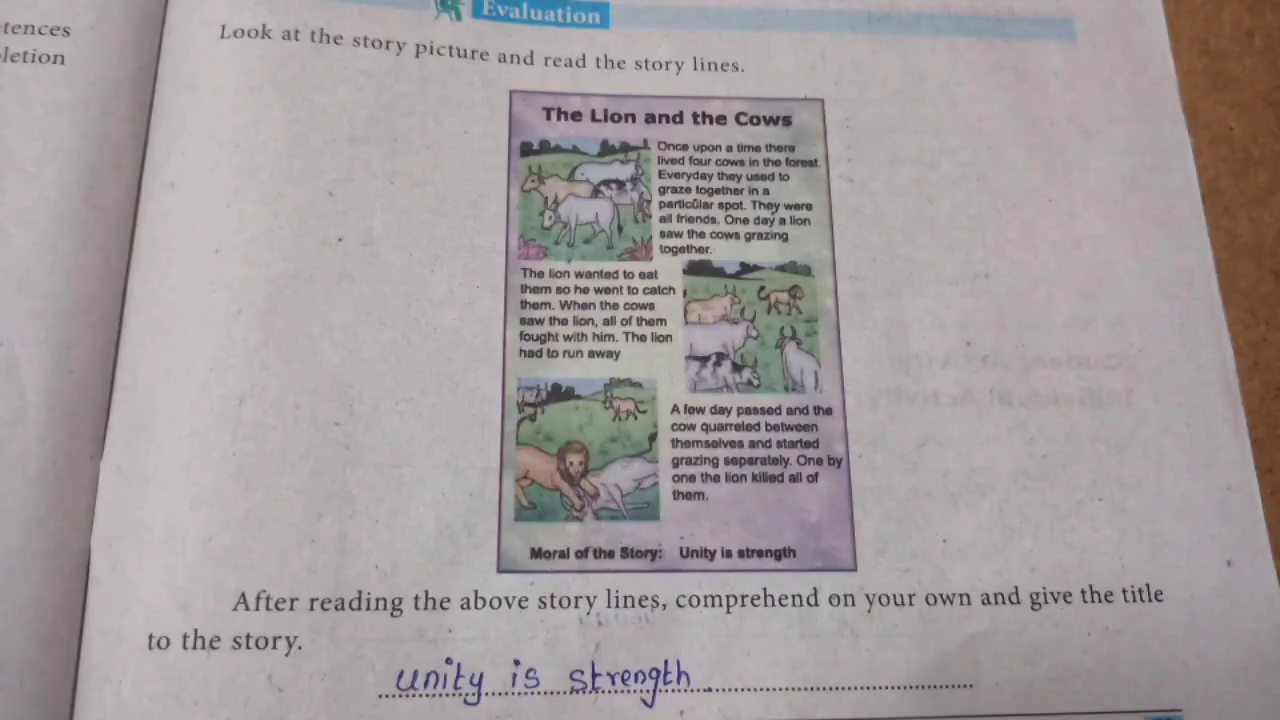 tences
letion
Evaluation
Look at the story picture and read the story lines.
The Lion and the Cows
Once upon a time there
lived four cows in the forest.
Everyday they used to
graze together in a
particular spot. They were
all friends. One day a lion
saw the cows grazing
together.
The lion wanted to eat
them so he went to catch
them. When the cows
saw the lion, all of them
fought with him. The lion
had to run away
A few day passed and the
cow quarreled between
themselves and started
grazing separately. One by
one the lion killed all of
them.
Moral of the Story: Unity is strength
After reading the above story lines, comprehend on your own and give the title
to the story.
unity is strength